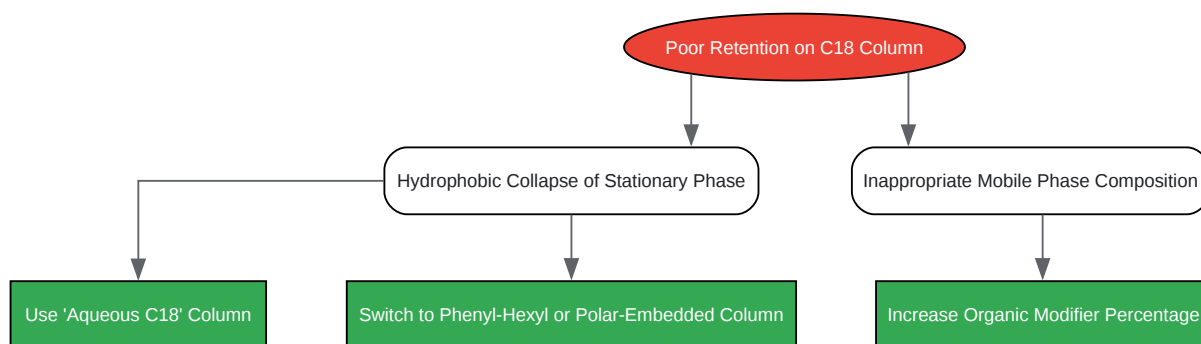 Poor Retention on C18 Column
Hydrophobic Collapse of Stationary Phase
Inappropriate Mobile Phase Composition
Use 'Aqueous C18' Column
Switch to Phenyl-Hexyl or Polar-Embedded Column
Increase Organic Modifier Percentage